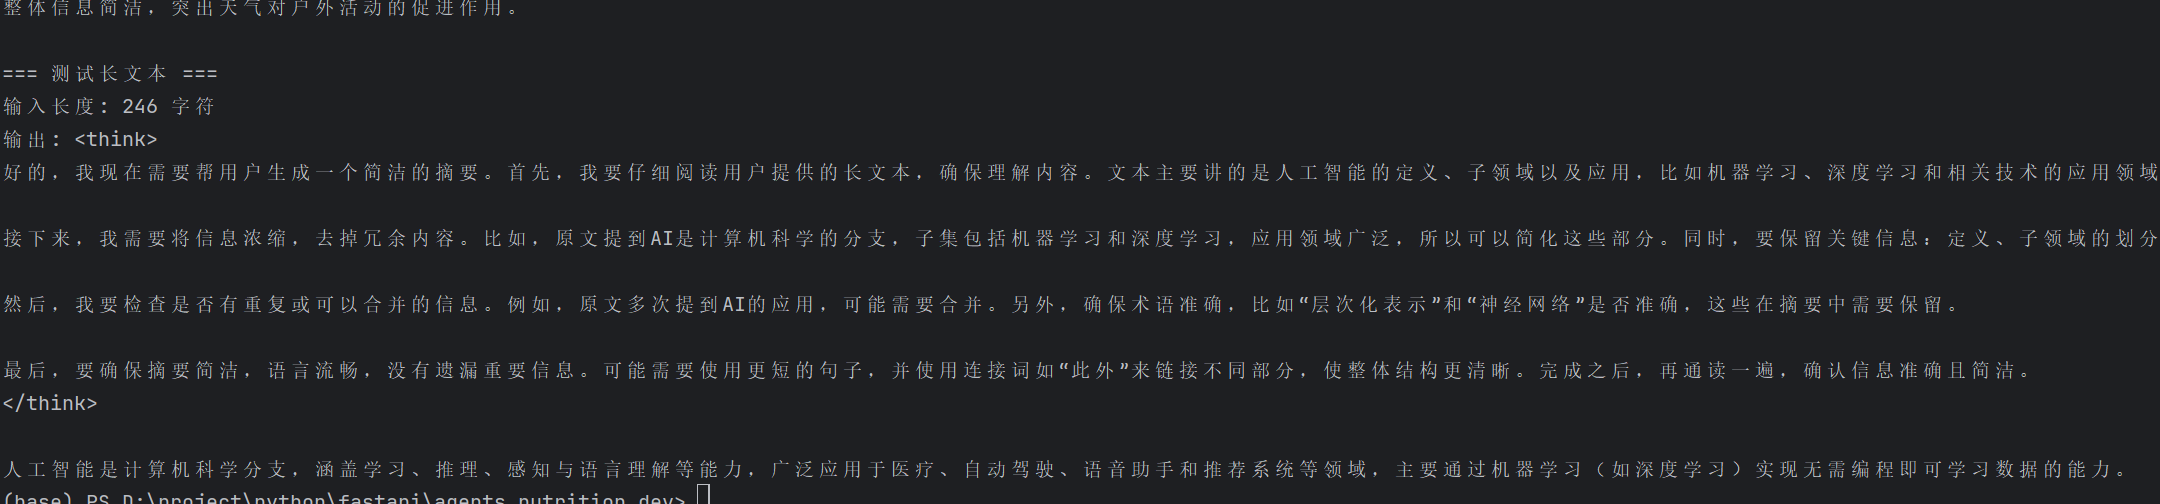 整体信息简洁，突出天气对户外活动的促进作用。
=== 测试长文本 ===
输入长度: 246 字符
输出: <think>
好的，我现在需要帮用户生成一个简洁的摘要。首先，我要仔细阅读用户提供的长文本，确保理解内容。文本主要讲的是人工智能的定义、子领域以及应用，比如机器学习、深度学习和相关技术的应用领域
接下来，我需要将信息浓缩，去掉冗余内容。比如，原文提到AI是计算机科学的分支，子集包括机器学习和深度学习，应用领域广泛，所以可以简化这些部分。同时，要保留关键信息：定义、子领域的划分
然后，我要检查是否有重复或可以合并的信息。例如，原文多次提到AI的应用，可能需要合并。另外，确保术语准确，比如“层次化表示”和“神经网络”是否准确，这些在摘要中需要保留。
最后，要确保摘要简洁，语言流畅，没有遗漏重要信息。可能需要使用更短的句子，并使用连接词如“此外”来链接不同部分，使整体结构更清晰。完成之后，再通读一遍，确认信息准确且简洁。
</think>
人工智能是计算机科学分支，涵盖学习、推理、感知与语言理解等能力，广泛应用于医疗、自动驾驶、语音助手和推荐系统等领域，主要通过机器学习（如深度学习）实现无需编程即可学习数据的能力。
(base) PS D:\project\python\fastapi\agents_nutrition_dev>